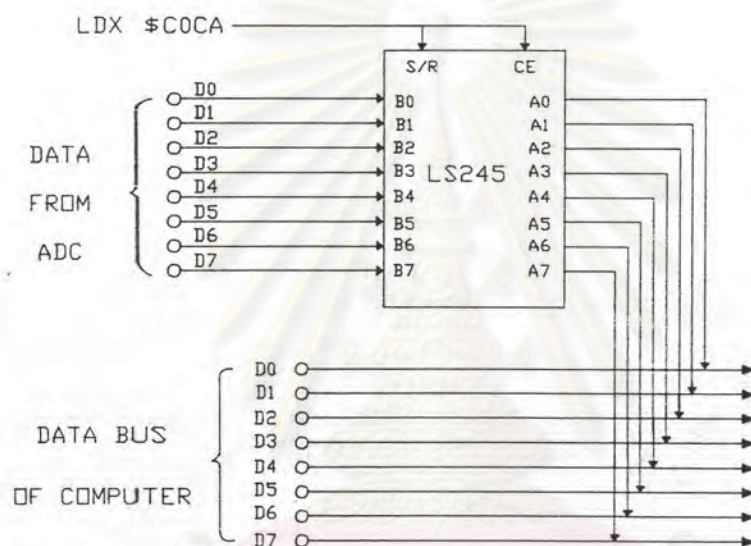 LDX $C0CA
S/R CE
D0 B0 A0
D1 B1 A1
D2 B2 A2
DATA D3 B3 LS245 A3
FROM D4 B4 A4
D5 B5 A5
ADC D6 B6 A6
D7 B7 A7
D0
D1
DATA BUS D2
D3
OF COMPUTER D4
D5
D6
D7